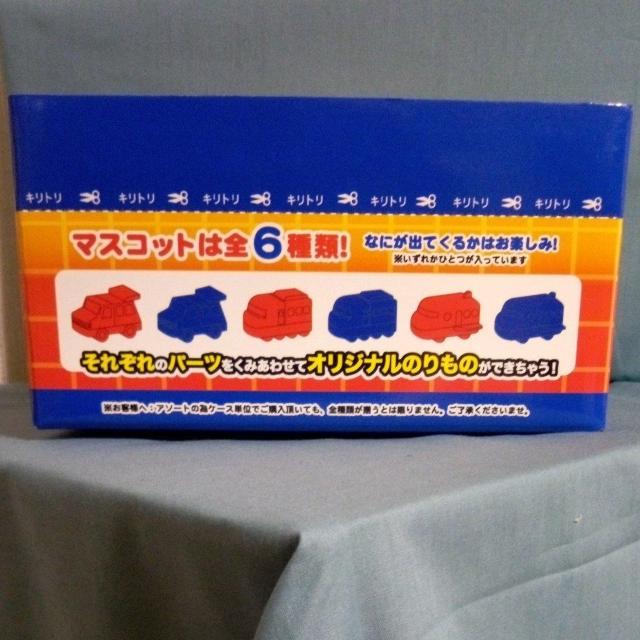 キリトリ キリトリ キリトリ キリトリ キリトリ キリトリ キリトリ
マスコットは全6種類!
なにが出てくるかはお楽しみ!
※いずれかひとつが入っています
それぞれのパーツをくみあわせてオリジナルのりものができちゃう!
※お客様へ:アソートの為ケース単位でご購入頂いても、全種類が揃うとは限りません。ご了承くださいませ。